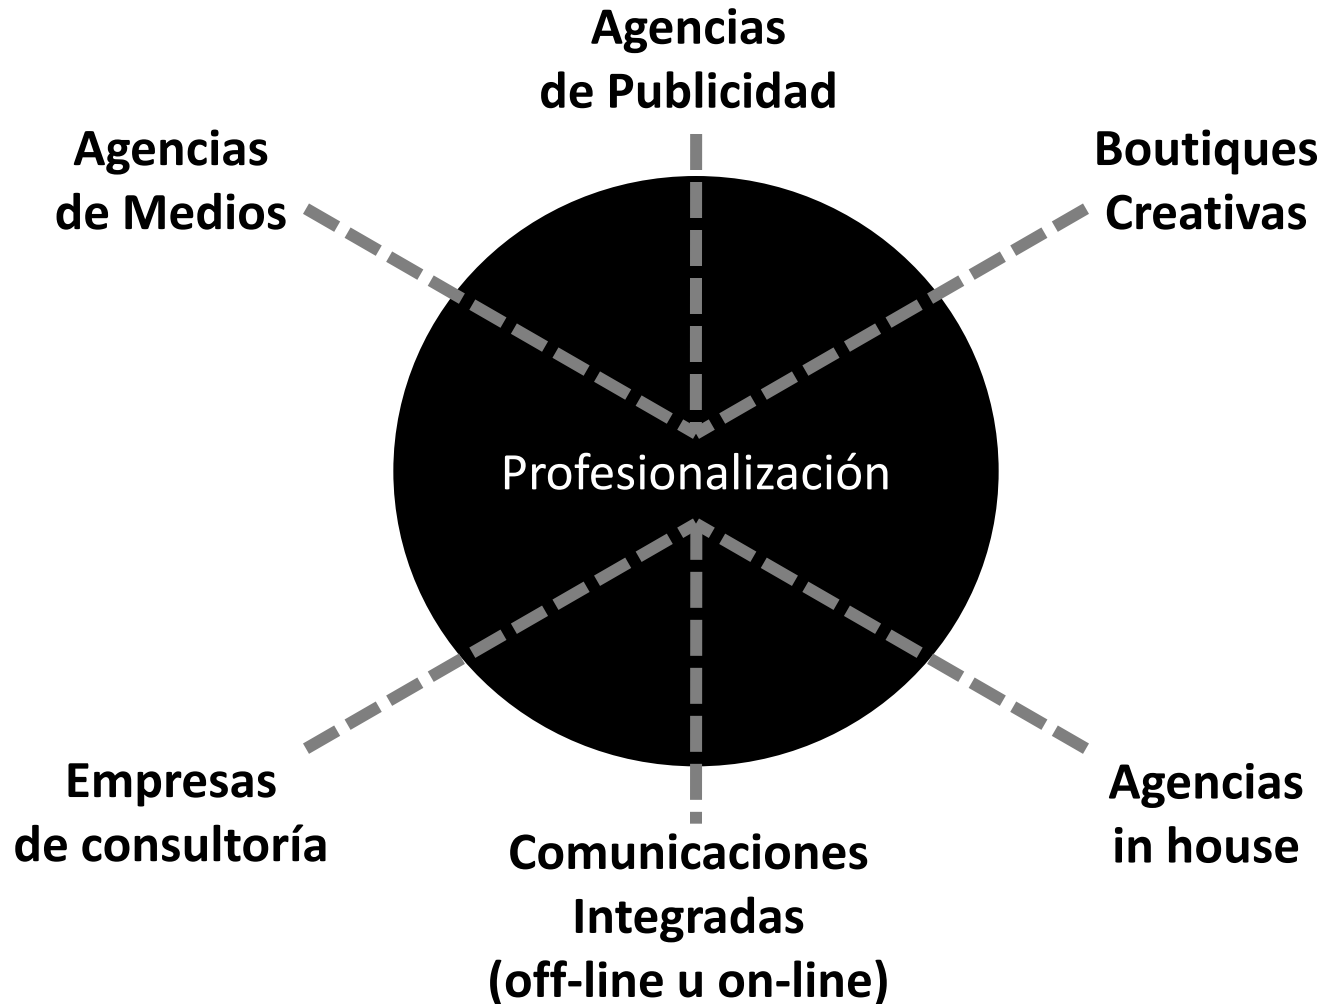 Agencias
de Publicidad
Agencias
de Medios
Boutiques
Creativas
Profesionalización
Empresas
de consultoría
Comunicaciones
Integradas
(off-line u on-line)
Agencias
in house